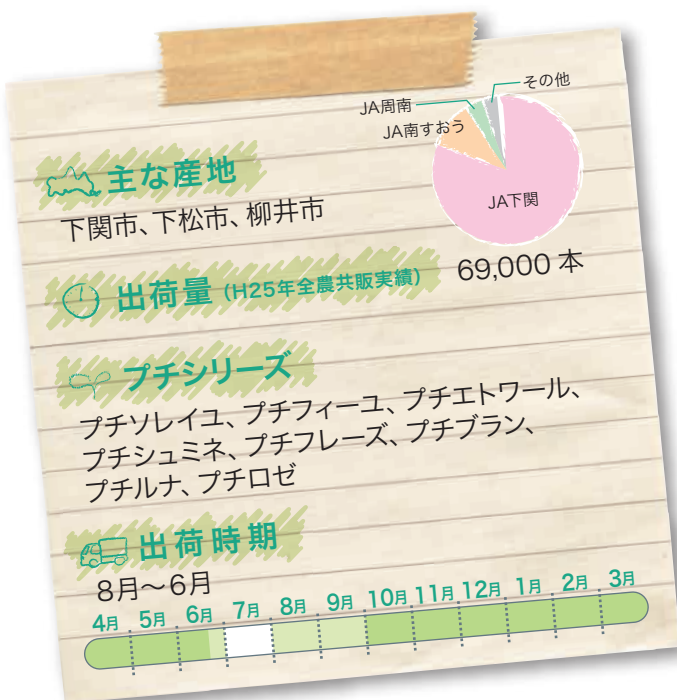 その他
JA周南
JA南すおう
JA下関
主な産地
下関市、下松市、柳井市
出荷量（H25年全農共販実績）
69,000 本
プチシリーズ
プチソレイユ、プチフィーユ、プチエトワール、
プチシュミネ、プチフレーズ、プチブラン、
プチルナ、プチロゼ
出荷時期
8月〜6月
4月 5月 6月 7月 8月 9月 10月 11月 12月 1月 2月 3月